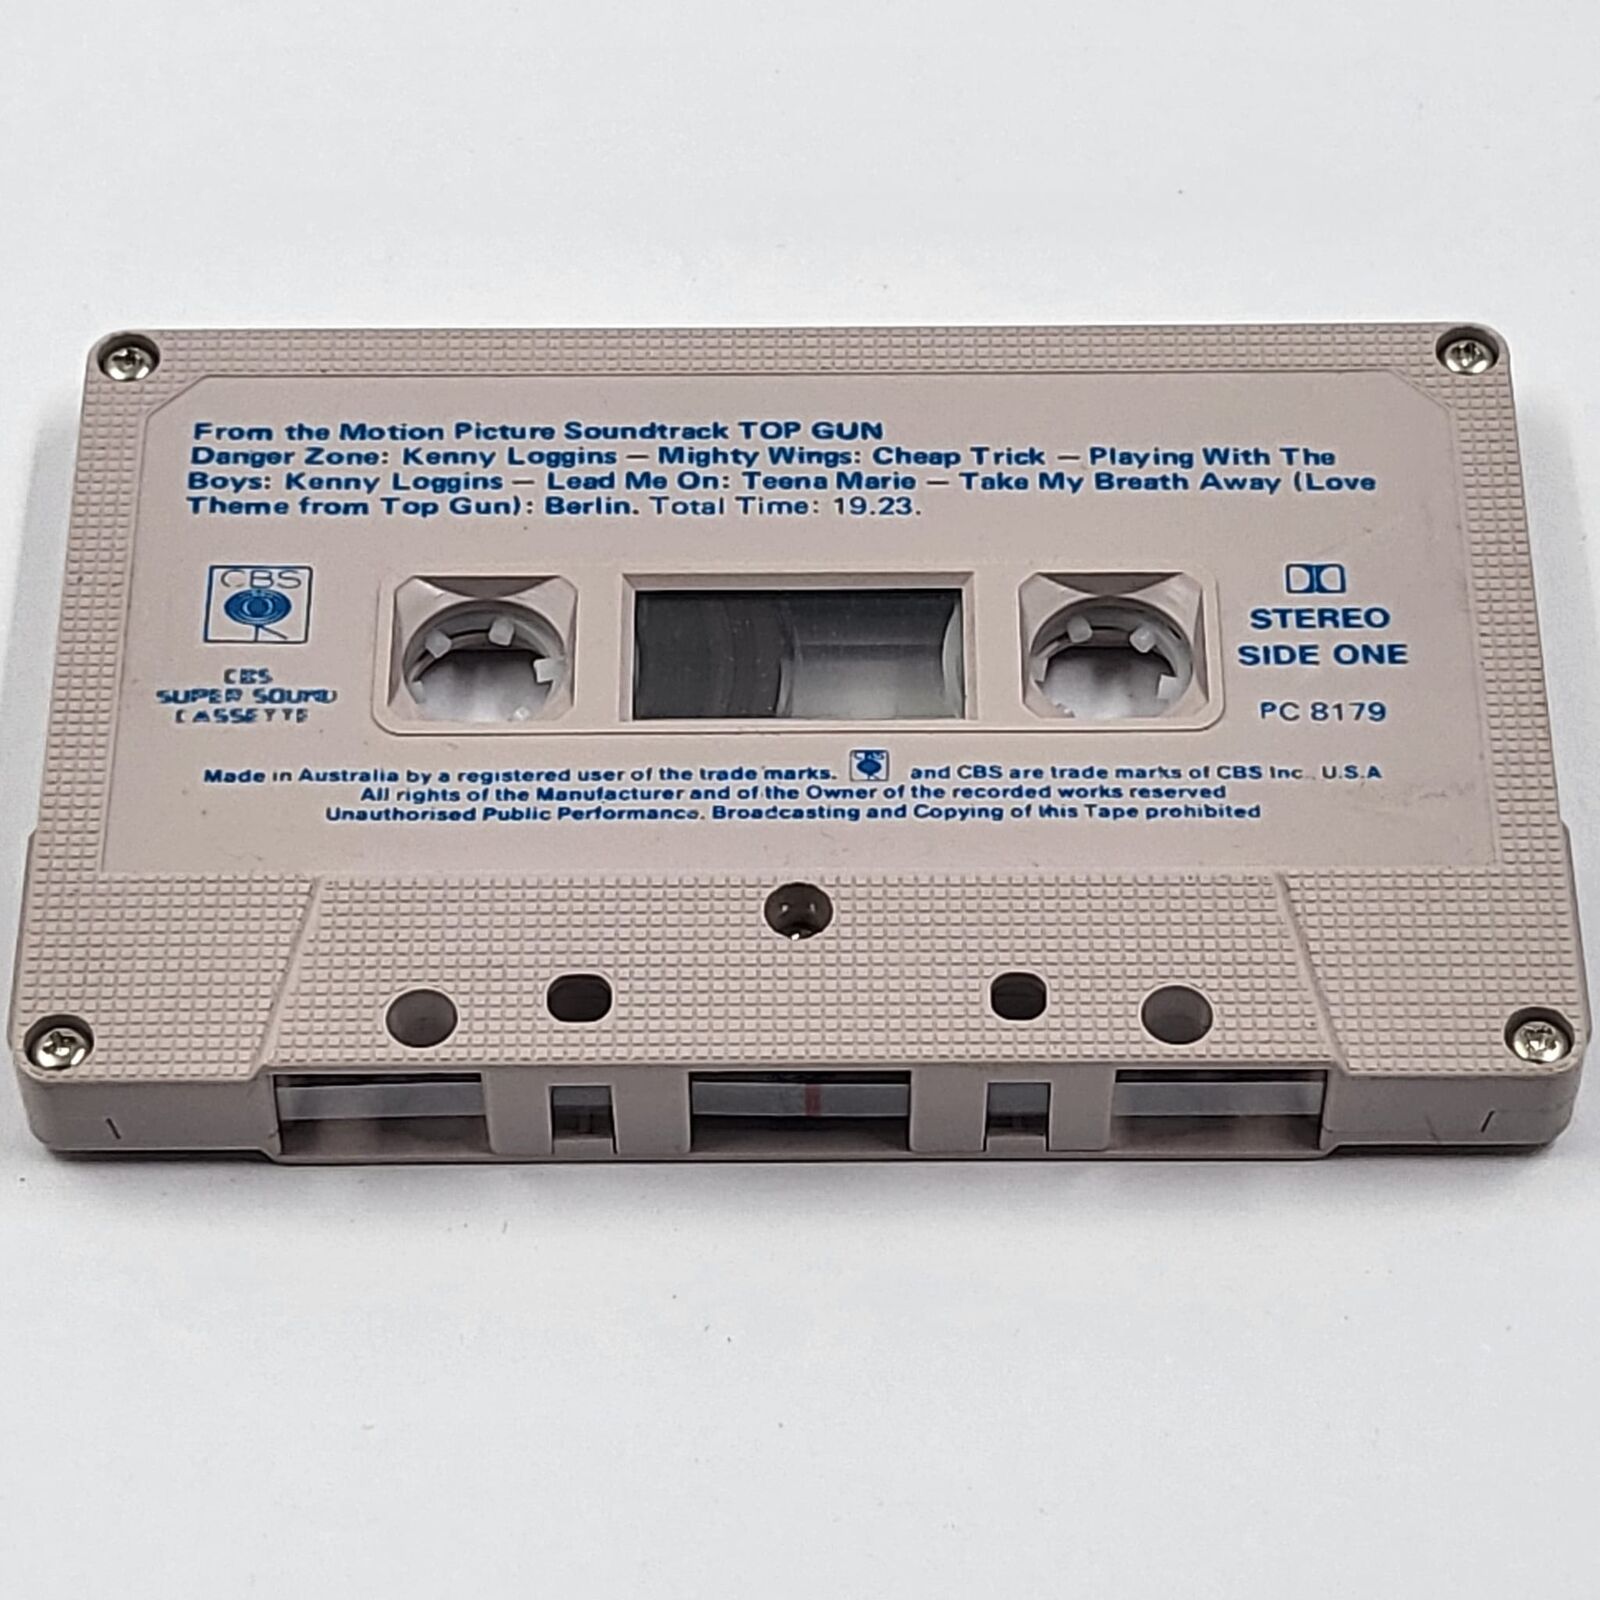 From the Motion Picture Soundtrack TOP GUN
Danger Zone: Kenny Loggins — Mighty Wings: Cheap Trick — Playing With The
Boys: Kenny Loggins — Lead Me On: Teena Marie — Take My Breath Away (Love
Theme from Top Gun): Berlin. Total Time: 19.23.
CBS
CBS
SUPER SOUND
CASSETTE
STEREO
SIDE ONE
PC 8179
Made in Australia by a registered user of the trade marks. CBS and CBS are trade marks of CBS Inc., U.S.A
All rights of the Manufacturer and of the Owner of the recorded works reserved
Unauthorised Public Performance, Broadcasting and Copying of this Tape prohibited